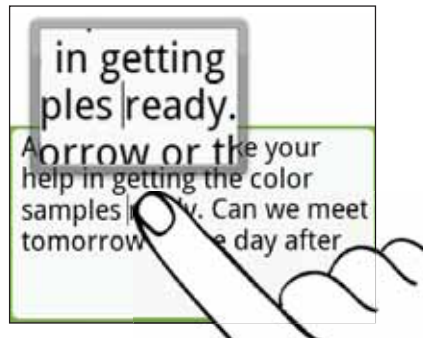 in getting
ples ready.
orrow or th
A ke your
help in getting the color
samples y. Can we meet
tomorrow e day after